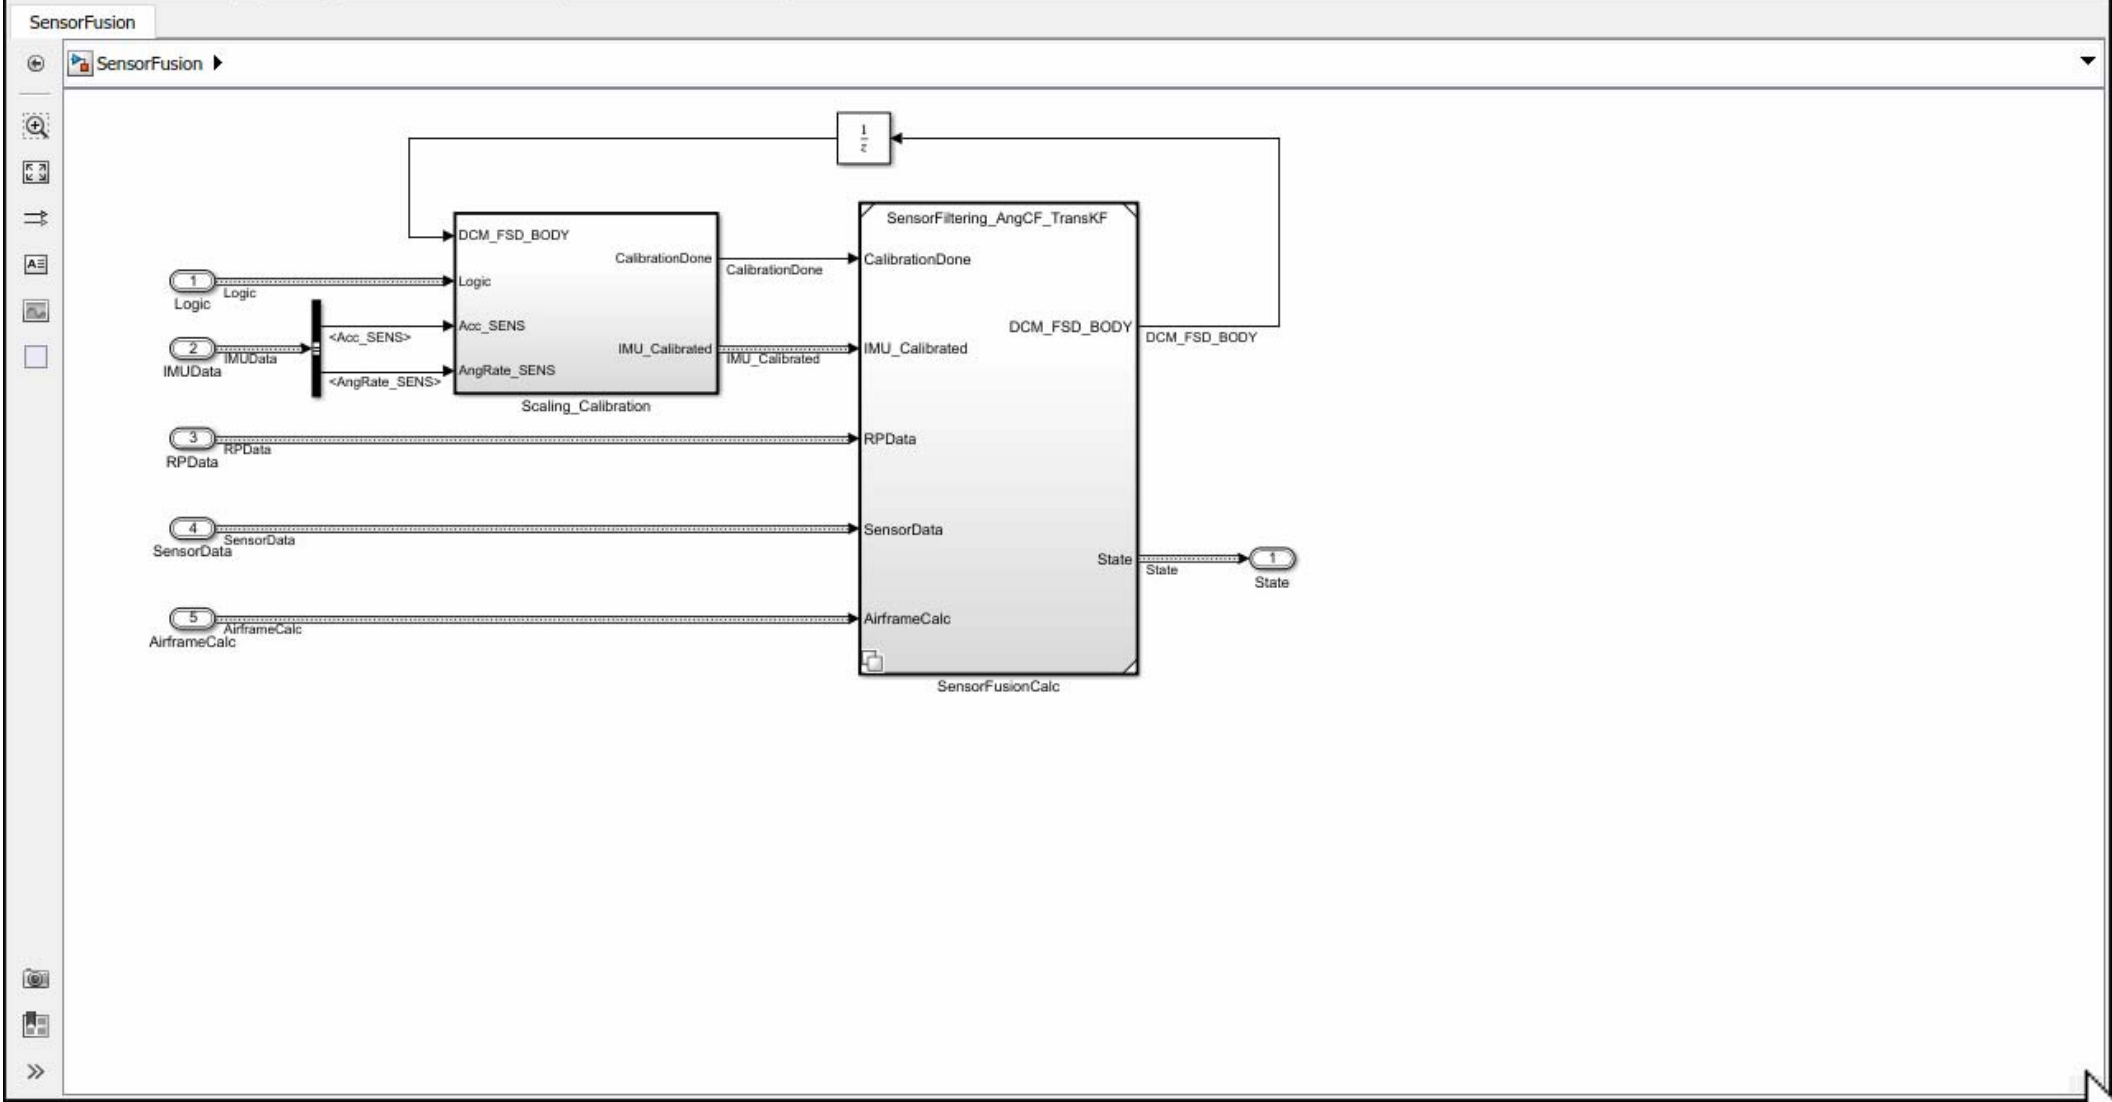 SensorFusion
SensorFusion
1
z
SensorFiltering_AngCF_TransKF
DCM_FSD_BODY
CalibrationDone
CalibrationDone
CalibrationDone
1
Logic
Logic
Logic
Acc_SENS
<Acc_SENS>
DCM_FSD_BODY
DCM_FSD_BODY
2
IMUData
IMUData
IMU_Calibrated
IMU_Calibrated
IMU_Calibrated
AngRate_SENS
<AngRate_SENS>
Scaling_Calibration
3
RPData
RPData
RPData
4
SensorData
SensorData
SensorData
State
State
1
State
5
AirframeCalc
AirframeCalc
AirframeCalc
SensorFusionCalc